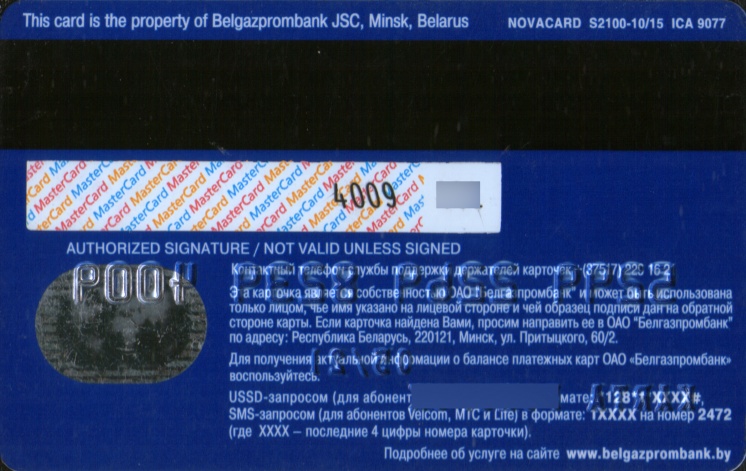 This card is the property of Belgazprombank JSC, Minsk, Belarus NOVACARD S2100-10/15 ICA 9077
MasterCard MasterCard MasterCard 4009
AUTHORIZED SIGNATURE / NOT VALID UNLESS SIGNED
Контактный телефон службы поддержки держателей карточек +(37517)
Эта карточка является собственностью ОАО "Белгазпромбанк" и может быть использована
только лицом, чье имя указано на лицевой стороне и чей образец подписи дан на обратной
стороне карты. Если карточка найдена Вами, просим направить ее в ОАО "Белгазпромбанк"
по адресу: Республика Беларусь, 220121, Минск, ул. Притыцкого, 60/2.
Для получения актуальной информации о балансе платежных карт ОАО «Белгазпромбанк»
воспользуйтесь.
USSD-запросом (для абонент мате:
SMS-запросом (для абонентов Velcom, МТС и Life) в формате: 1XXXX на номер 2472
(где XXXX – последние 4 цифры номера карточки).
Подробнее об услуге на сайте www.belgazprombank.by